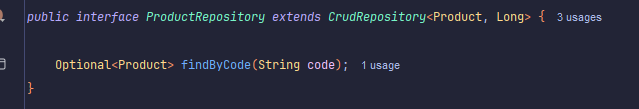 public interface ProductRepository extends CrudRepository<Product, Long> { 3 usages
Optional<Product> findByCode(String code); 1 usage
}